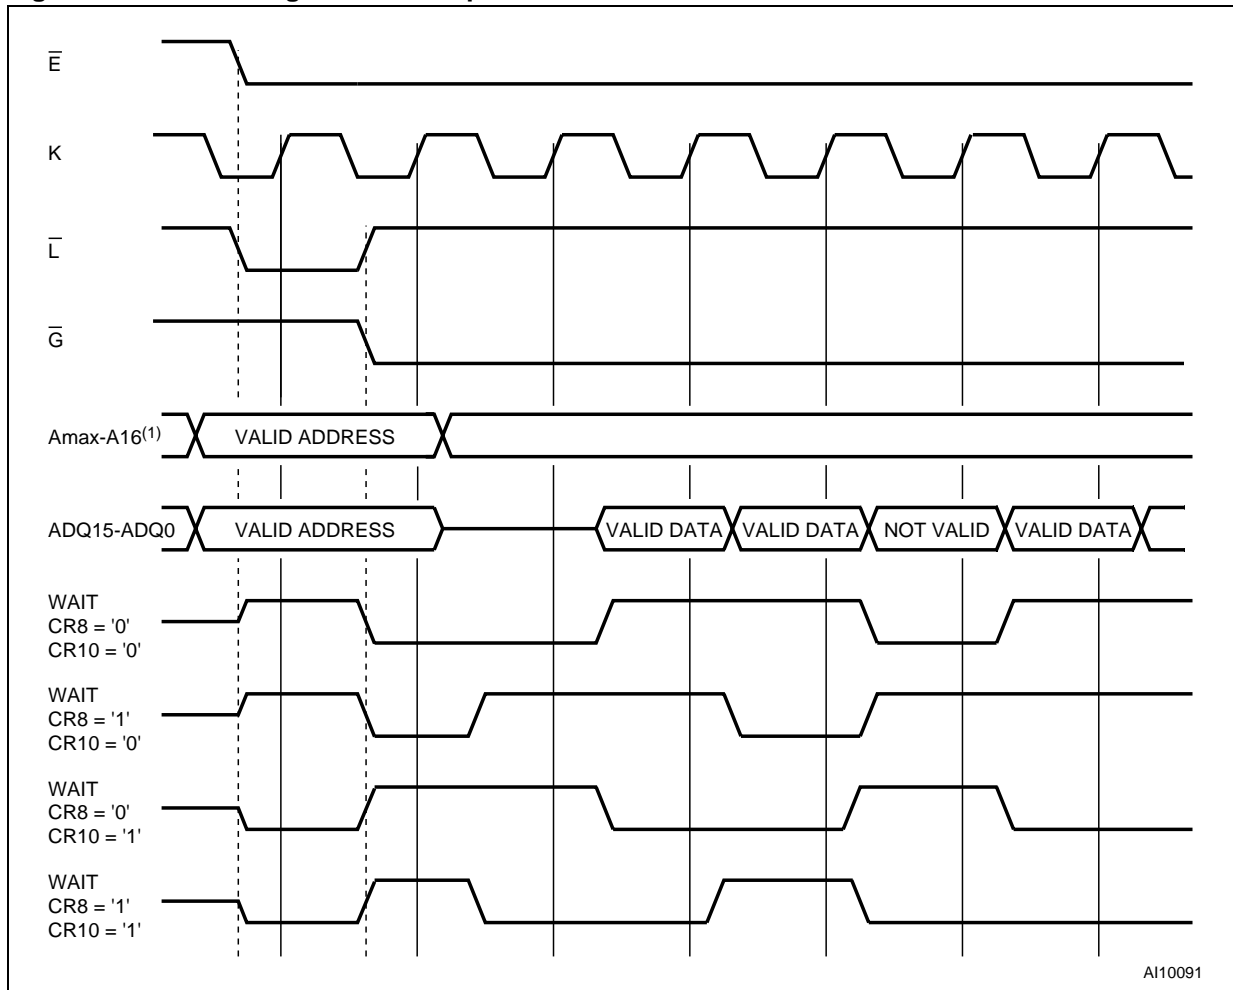 E
K
L
G
Amax-A16(1) VALID ADDRESS
ADQ15-ADQ0 VALID ADDRESS VALID DATA VALID DATA NOT VALID VALID DATA
WAIT
CR8 = '0'
CR10 = '0'
WAIT
CR8 = '1'
CR10 = '0'
WAIT
CR8 = '0'
CR10 = '1'
WAIT
CR8 = '1'
CR10 = '1'
AI10091